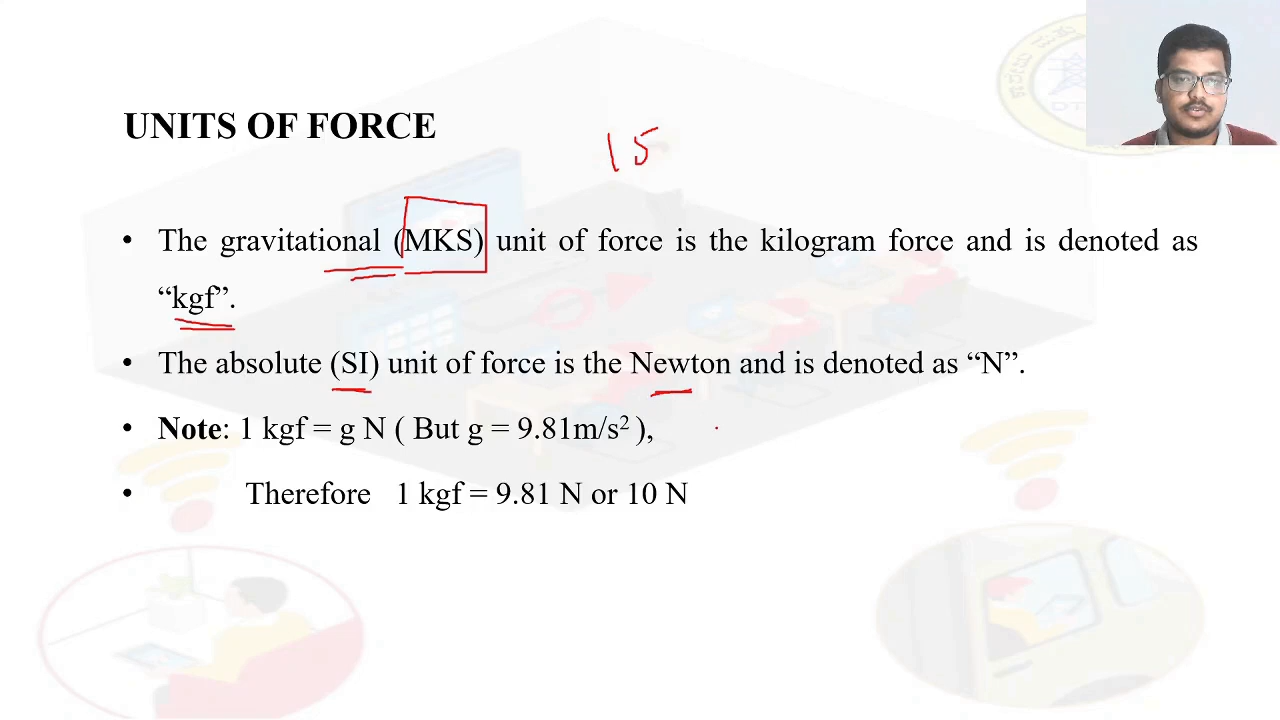 UNITS OF FORCE
15
• The gravitational (MKS) unit of force is the kilogram force and is denoted as
“kgf”.
• The absolute (SI) unit of force is the Newton and is denoted as “N”.
• Note: 1 kgf = g N ( But g = 9.81m/s² ),
• Therefore 1 kgf = 9.81 N or 10 N